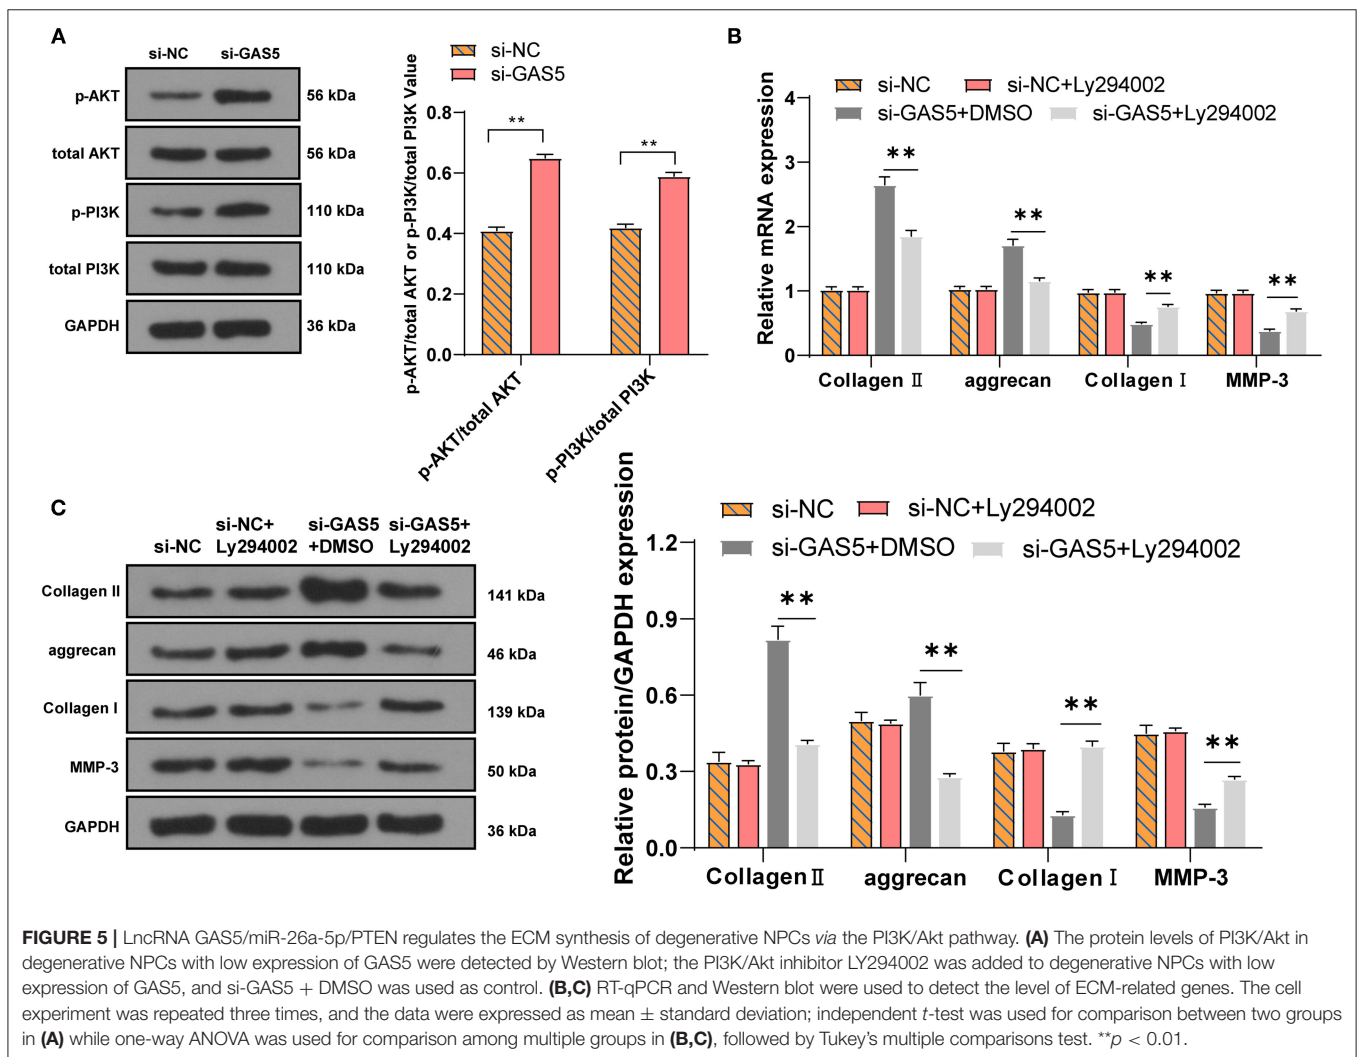 A
si-NC si-GAS5
p-AKT 56 kDa
total AKT 56 kDa
p-PI3K 110 kDa
total PI3K 110 kDa
GAPDH 36 kDa
si-NC
si-GAS5
p-AKT/total AKT or p-PI3K/total PI3K Value
0.8
0.6
0.4
0.2
0.0
** **
p-AKT/total AKT
p-PI3K/total PI3K
B
si-NC si-NC+Ly294002
si-GAS5+DMSO si-GAS5+Ly294002
Relative mRNA expression
4
3
2
1
0
** ** ** **
Collagen Ⅱ aggrecan Collagen Ⅰ MMP-3
C
si-NC si-NC+ Ly294002 si-GAS5 +DMSO si-GAS5+ Ly294002
Collagen II 141 kDa
aggrecan 46 kDa
Collagen I 139 kDa
MMP-3 50 kDa
GAPDH 36 kDa
si-NC si-NC+Ly294002
si-GAS5+DMSO si-GAS5+Ly294002
Relative protein/GAPDH expression
1.2
0.9
0.6
0.3
0.0
** ** ** **
Collagen Ⅱ aggrecan Collagen Ⅰ MMP-3
FIGURE 5 | LncRNA GAS5/miR-26a-5p/PTEN regulates the ECM synthesis of degenerative NPCs via the PI3K/Akt pathway. (A) The protein levels of PI3K/Akt in
degenerative NPCs with low expression of GAS5 were detected by Western blot; the PI3K/Akt inhibitor LY294002 was added to degenerative NPCs with low
expression of GAS5, and si-GAS5 + DMSO was used as control. (B,C) RT-qPCR and Western blot were used to detect the level of ECM-related genes. The cell
experiment was repeated three times, and the data were expressed as mean ± standard deviation; independent t-test was used for comparison between two groups
in (A) while one-way ANOVA was used for comparison among multiple groups in (B,C), followed by Tukey's multiple comparisons test. **p < 0.01.